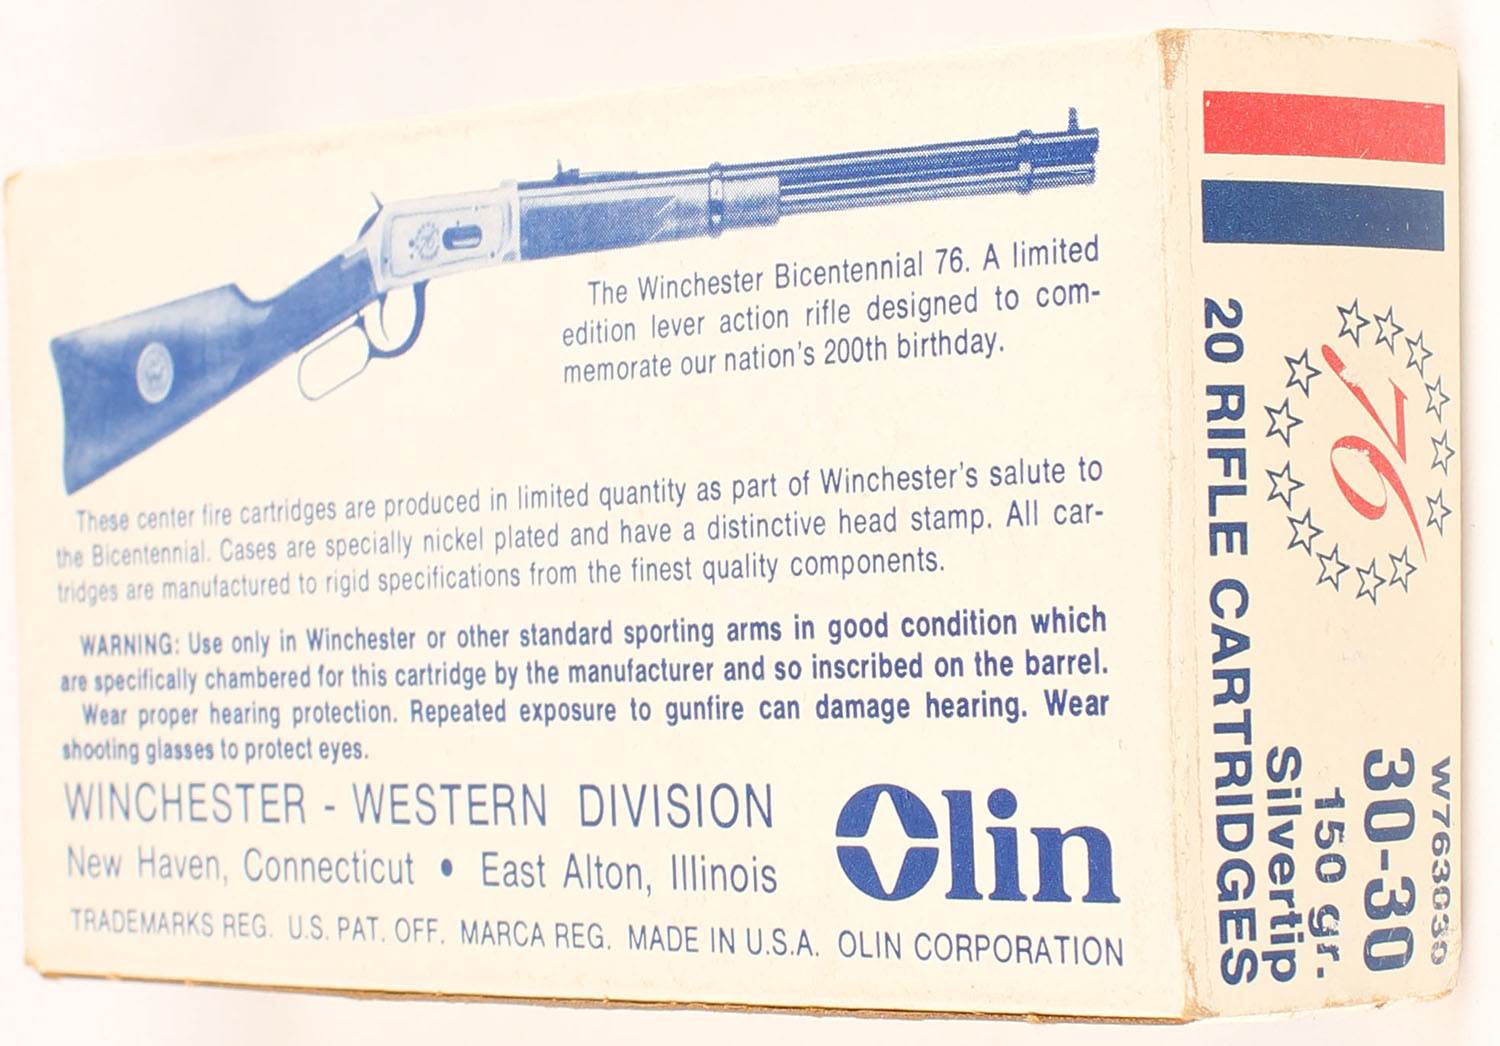 The Winchester Bicentennial 76. A limited
edition lever action rifle designed to com-
memorate our nation's 200th birthday.
These center fire cartridges are produced in limited quantity as part of Winchester's salute to
the Bicentennial. Cases are specially nickel plated and have a distinctive head stamp. All car-
tridges are manufactured to rigid specifications from the finest quality components.
WARNING: Use only in Winchester or other standard sporting arms in good condition which
are specifically chambered for this cartridge by the manufacturer and so inscribed on the barrel.
Wear proper hearing protection. Repeated exposure to gunfire can damage hearing. Wear
shooting glasses to protect eyes.
WINCHESTER - WESTERN DIVISION
New Haven, Connecticut • East Alton, Illinois
Olin
TRADEMARKS REG. U.S. PAT. OFF. MARCA REG. MADE IN U.S.A. OLIN CORPORATION
76
W763030
30-30
150 gr.
Silvertip
20 RIFLE CARTRIDGES